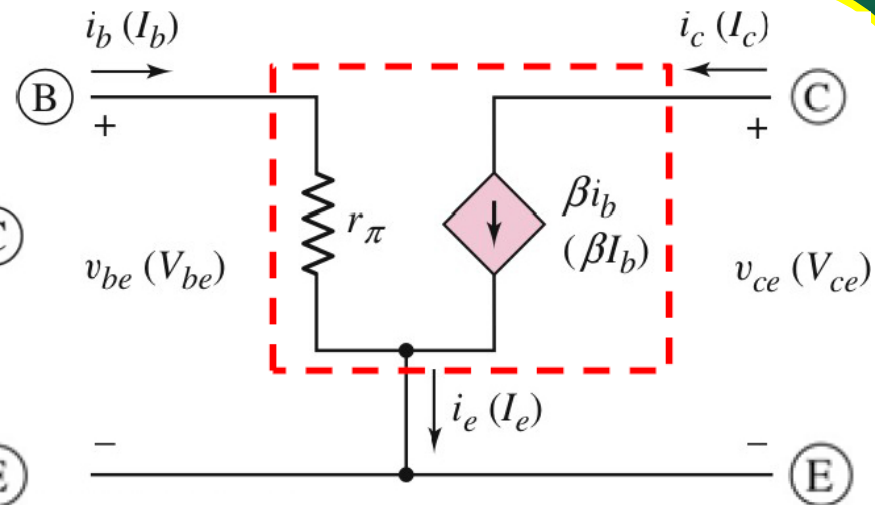 i_b (I_b)
i_c (I_c)
B
C
+
+
r_π
βi_b
(βI_b)
v_be (V_be)
v_ce (V_ce)
i_e (I_e)
−
−
E
E